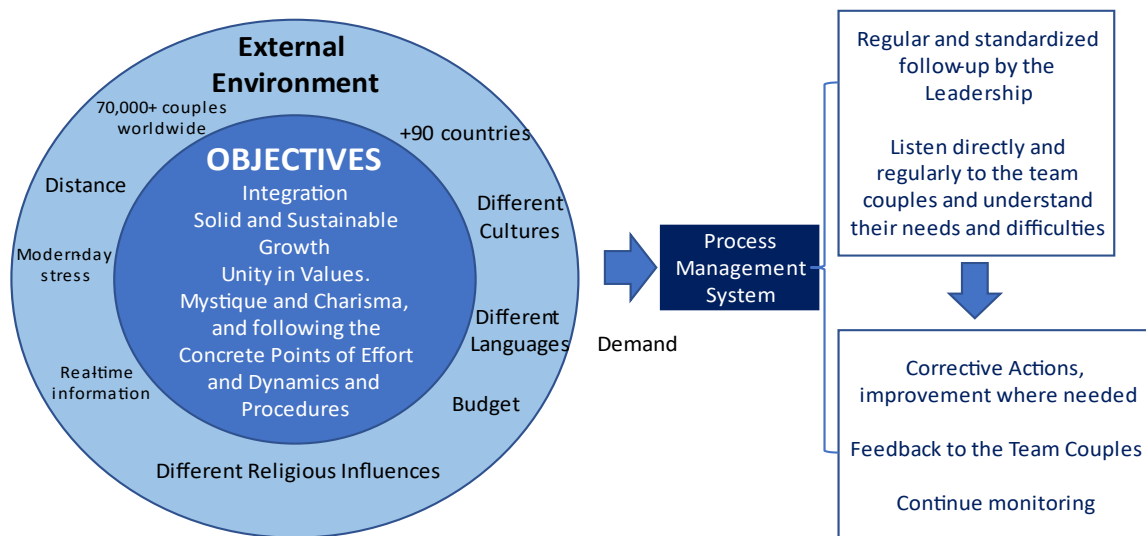 External
Environment
70,000+ couples
worldwide
+90 countries
Distance
Different
Cultures
Modern-day
stress
Different
Languages
Real-time
information
Budget
Different Religious Influences
OBJECTIVES
Integration
Solid and Sustainable
Growth
Unity in Values.
Mystique and Charisma,
and following the
Concrete Points of Effort
and Dynamics and
Procedures
Demand
Process
Management
System
Regular and standardized
follow-up by the
Leadership
Listen directly and
regularly to the team
couples and understand
their needs and difficulties
Corrective Actions,
improvement where needed
Feedback to the Team Couples
Continue monitoring